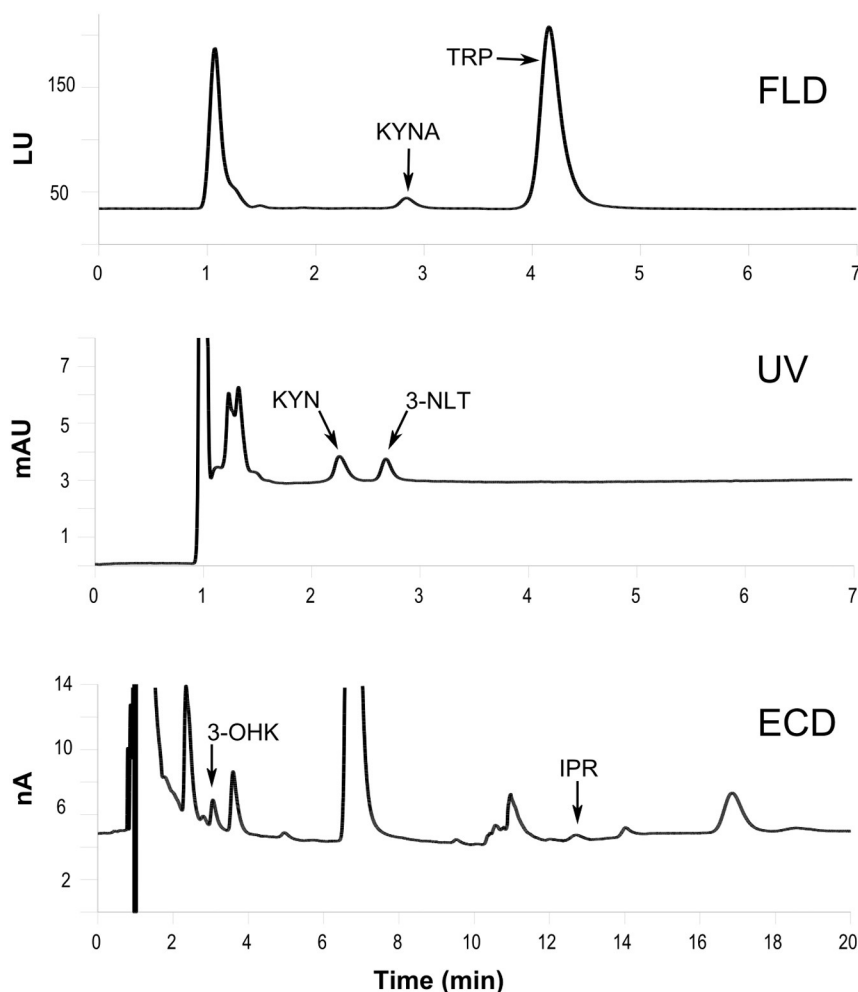 FLD
TRP
KYNA
LU
150
50
0 1 2 3 4 5 6 7
UV
KYN
3-NLT
mAU
7
5
3
1
0 1 2 3 4 5 6 7
ECD
3-OHK
IPR
nA
14
10
6
2
0 2 4 6 8 10 12 14 16 18 20
Time (min)